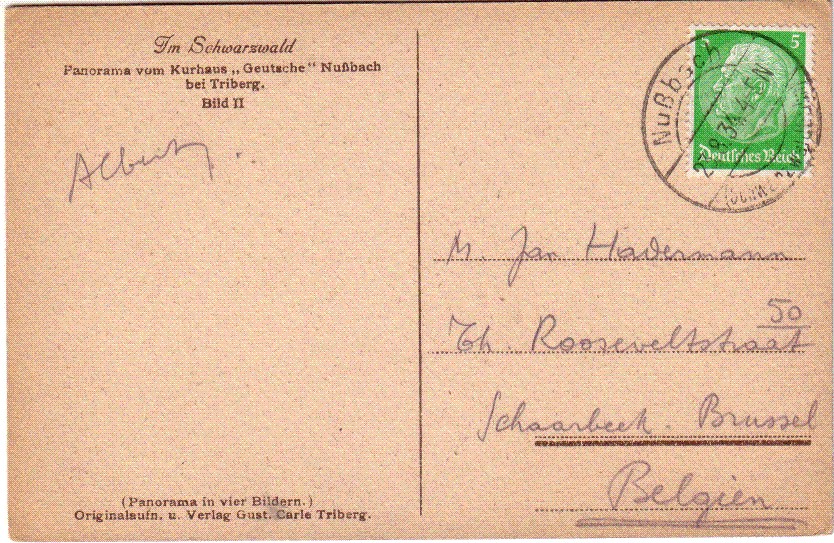 Im Schwarzwald
Panorama vom Kurhaus „Geutsche" Nußbach
bei Triberg.
Bild II
Albert
(Panorama in vier Bildern.)
Originalaufn. u. Verlag Gust. Carle Triberg.
5
Deutsches Reich
Nußbach
M. Jan Hadermann
50
Th. Rooseveltstraat
Schaarbeek. Brussel
Belgien